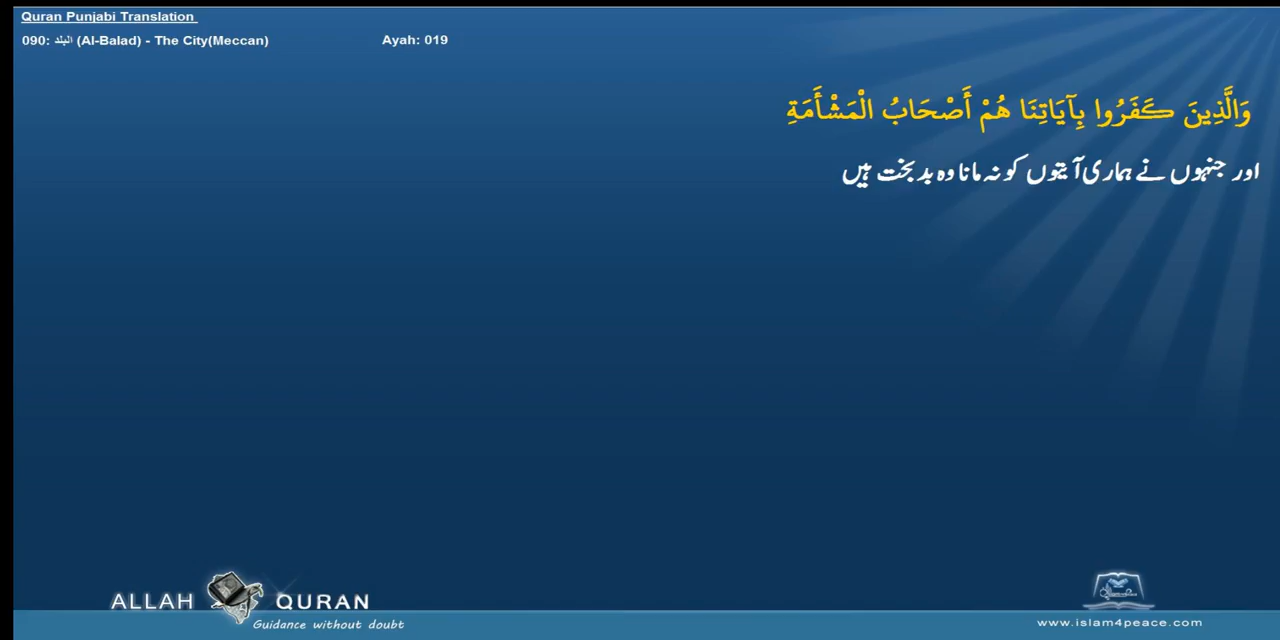 Quran Punjabi Translation
090: البلد (Al-Balad) - The City(Meccan) Ayah: 019
وَالَّذِينَ كَفَرُوا بِآيَاتِنَا هُمْ أَصْحَابُ الْمَشْأَمَةِ
اور جنہوں نے ہماری آیتوں کو نہ مانا وہ بدبخت ہیں
ALLAH QURAN
Guidance without doubt
www.islam4peace.com